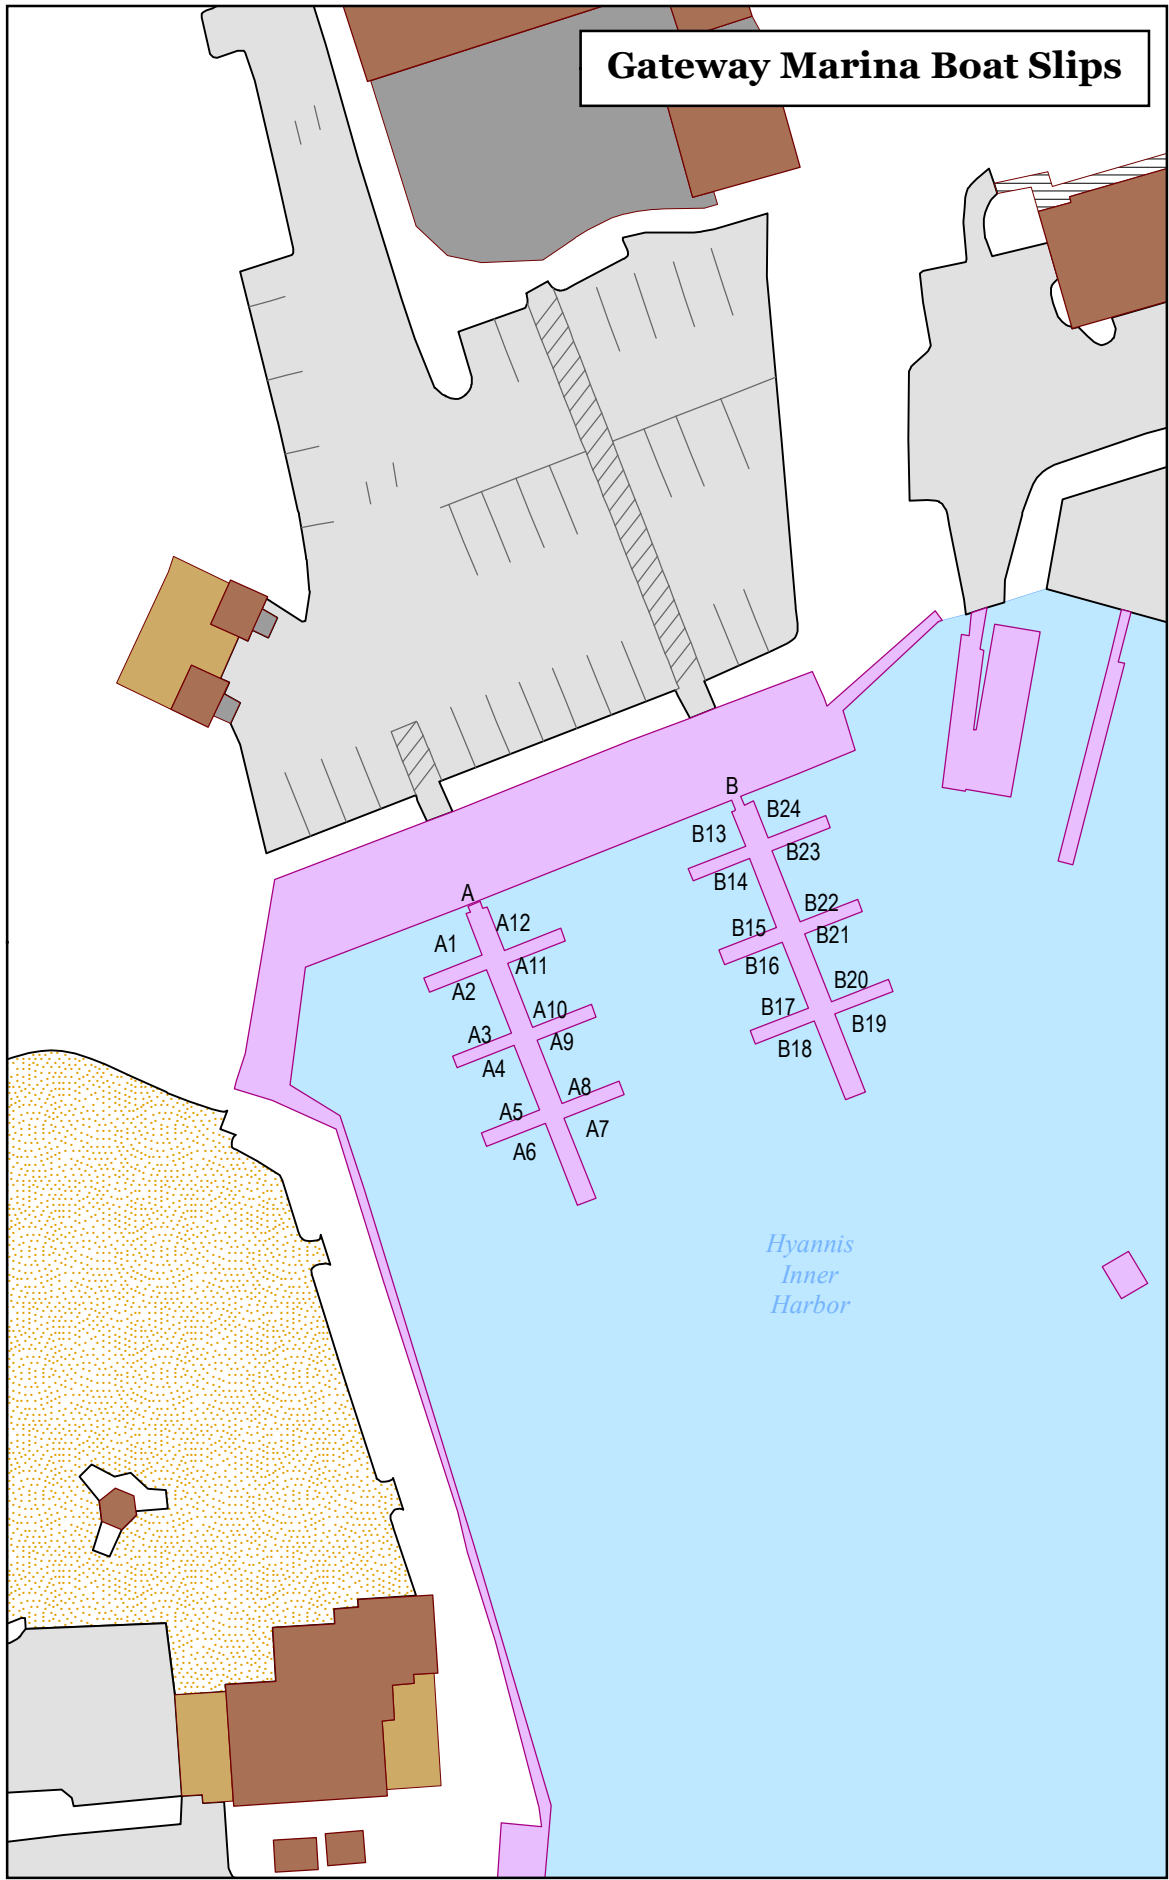 Gateway Marina Boat Slips
B
B24
B13
B23
B14
A
B22
A12
B15
B21
A1
A11
B16
B20
A2
B17
A10
B19
A3
A9
B18
A4
A8
A5
A7
A6
Hyannis
Inner
Harbor